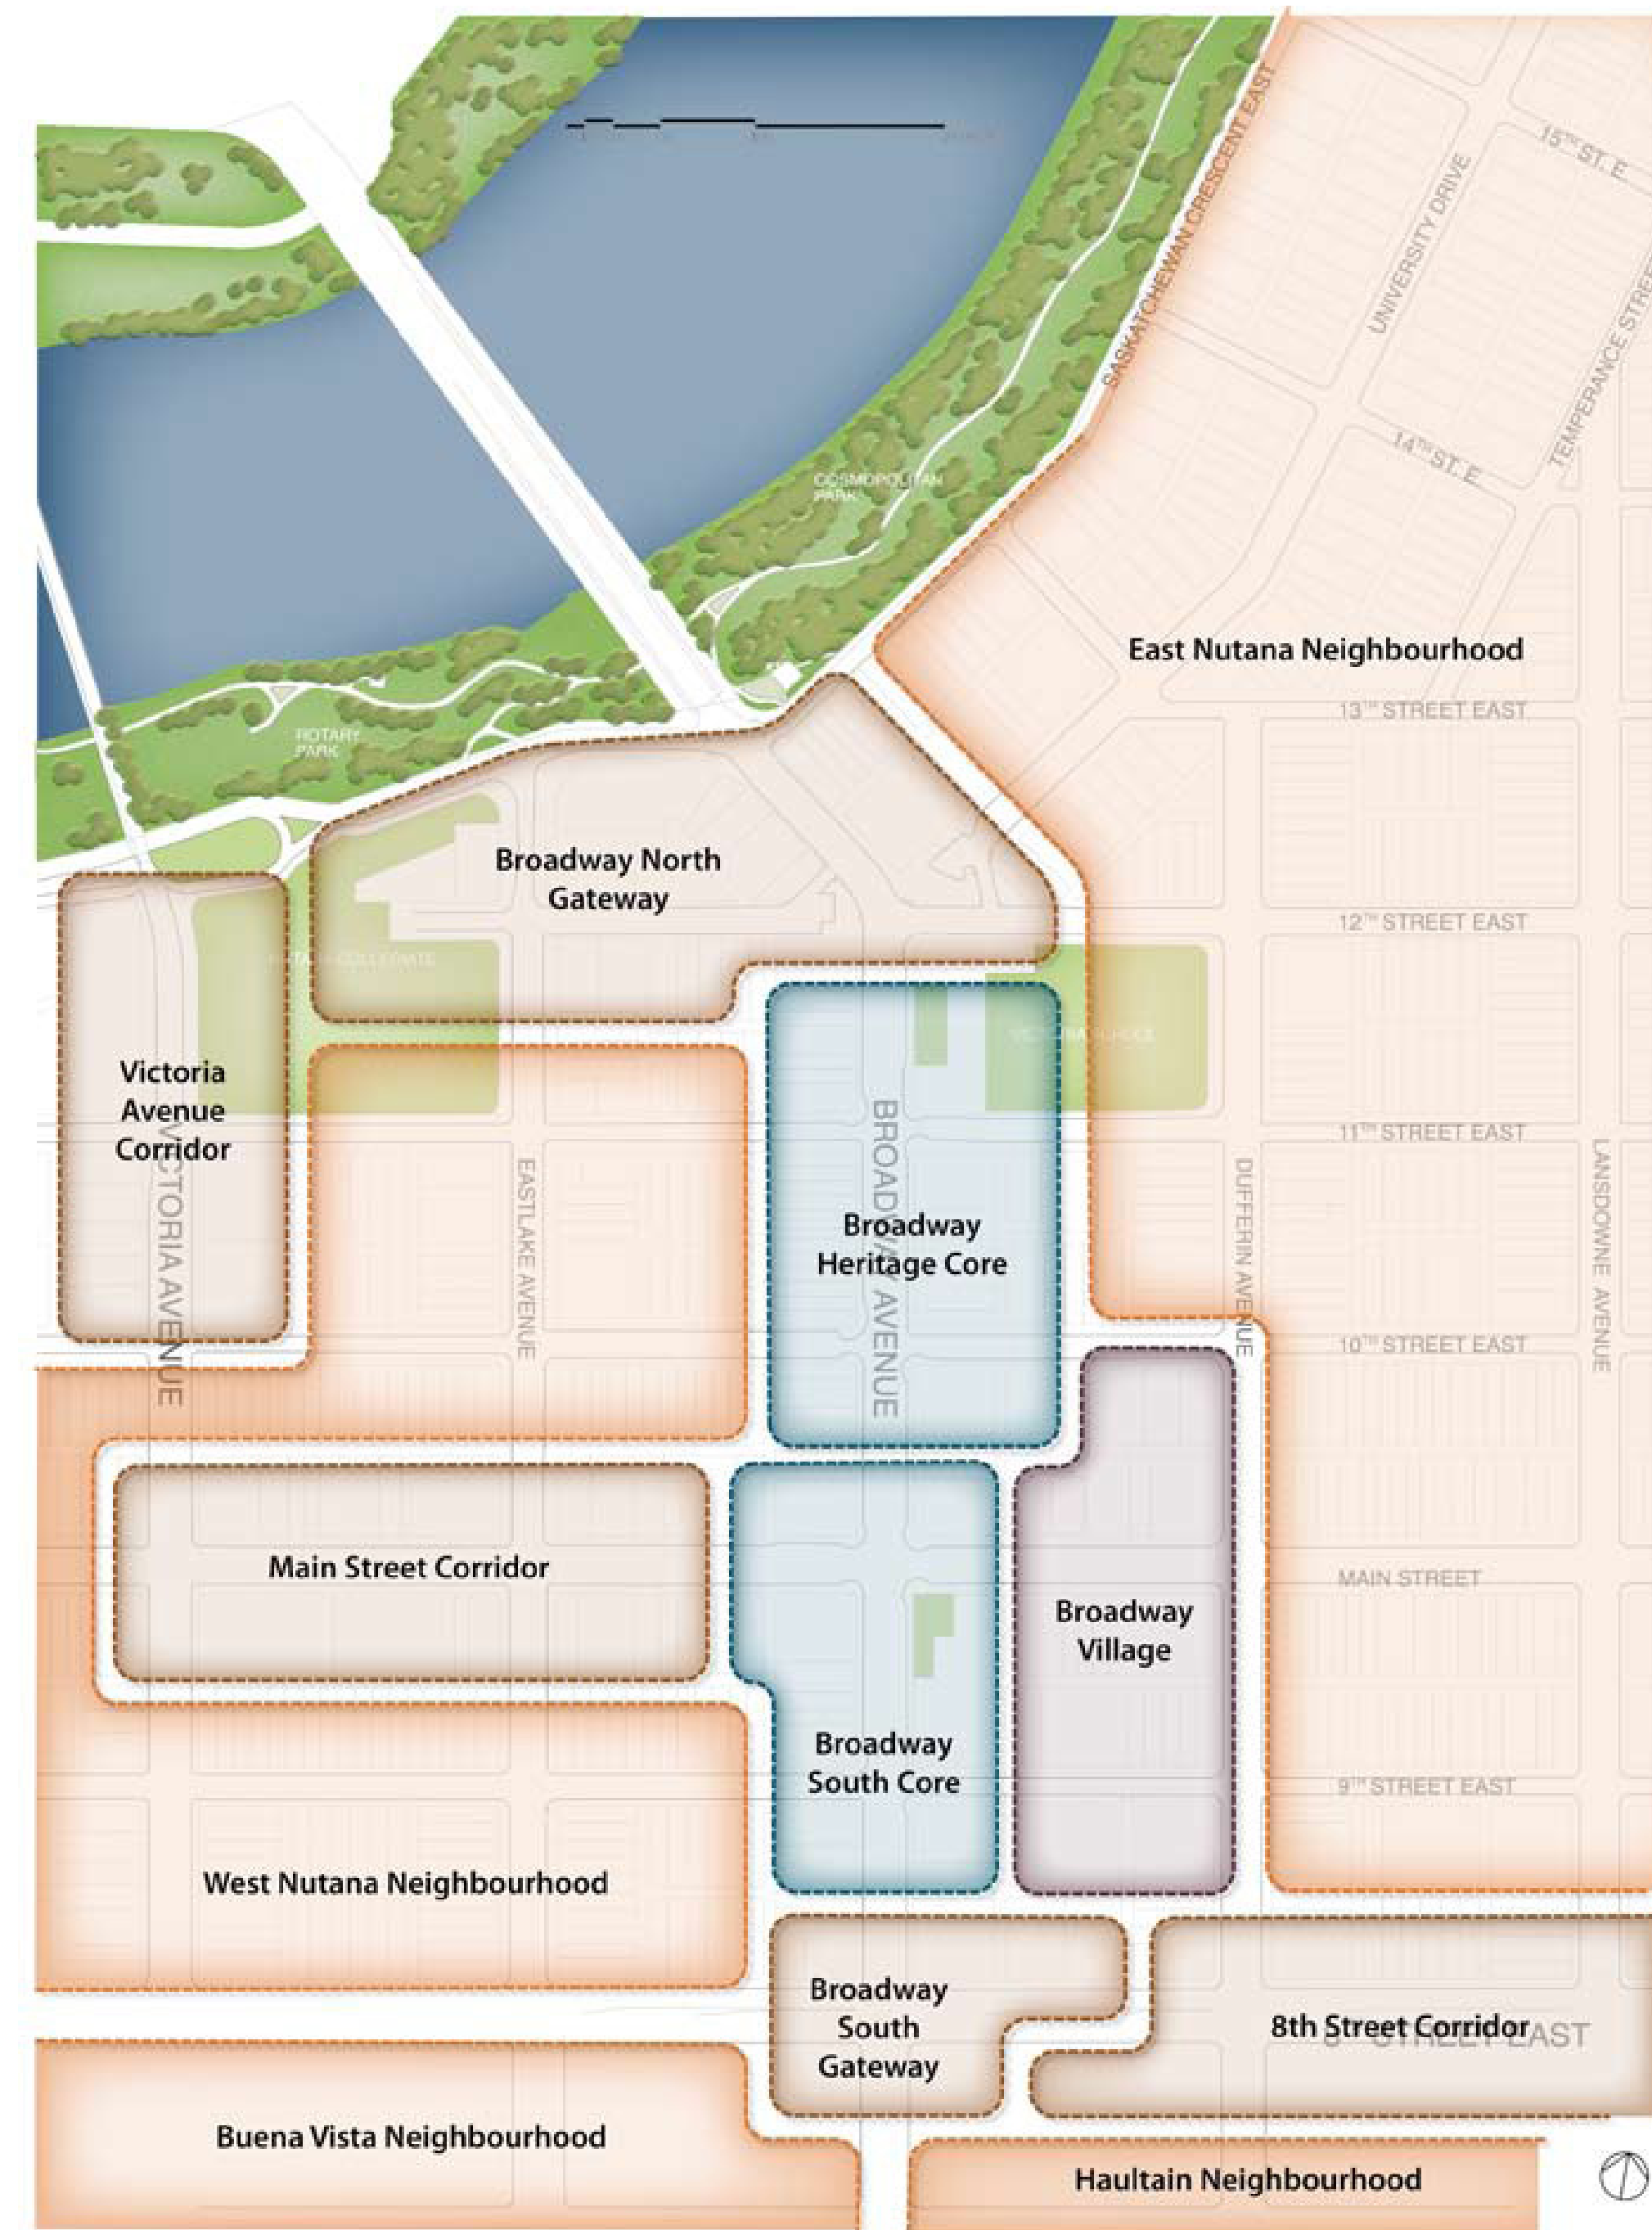 SASKATCHEWAN CRESCENT EAST
15TH ST. E
UNIVERSITY DRIVE
TEMPERANCE STREE
14TH ST. E
COSMOPOLITAN
PARK
East Nutana Neighbourhood
13TH STREET EAST
ROTARY
PARK
Broadway North
Gateway
12TH STREET EAST
COLLEGIATE
Victoria
Avenue
Corridor
VICTORIA AVENUE
EASTLAKE AVENUE
BROADWAY AVENUE
Broadway
Heritage Core
11TH STREET EAST
DUFFERIN AVENUE
LANSDOWNE AVENUE
10TH STREET EAST
Main Street Corridor
MAIN STREET
Broadway
Village
Broadway
South Core
9TH STREET EAST
West Nutana Neighbourhood
Broadway
South
Gateway
8th Street Corridor
8TH STREET EAST
Buena Vista Neighbourhood
Haultain Neighbourhood